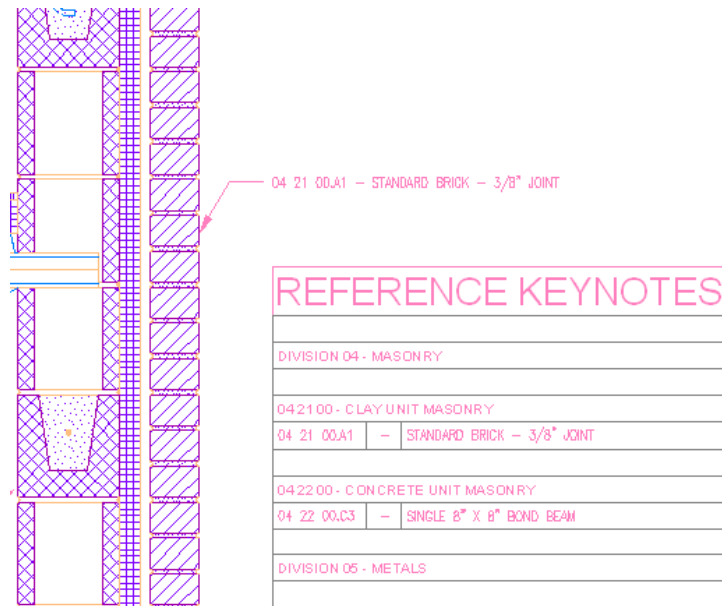 04 21 00.A1 - STANDARD BRICK - 3/8" JOINT
REFERENCE KEYNOTES
DIVISION 04 - MASONRY
042100 - CLAY UNIT MASONRY
04 21 00.A1 - STANDARD BRICK - 3/8" JOINT
042200 - CONCRETE UNIT MASONRY
04 22 00.C3 - SINGLE 8" X 8" BOND BEAM
DIVISION 05 - METALS